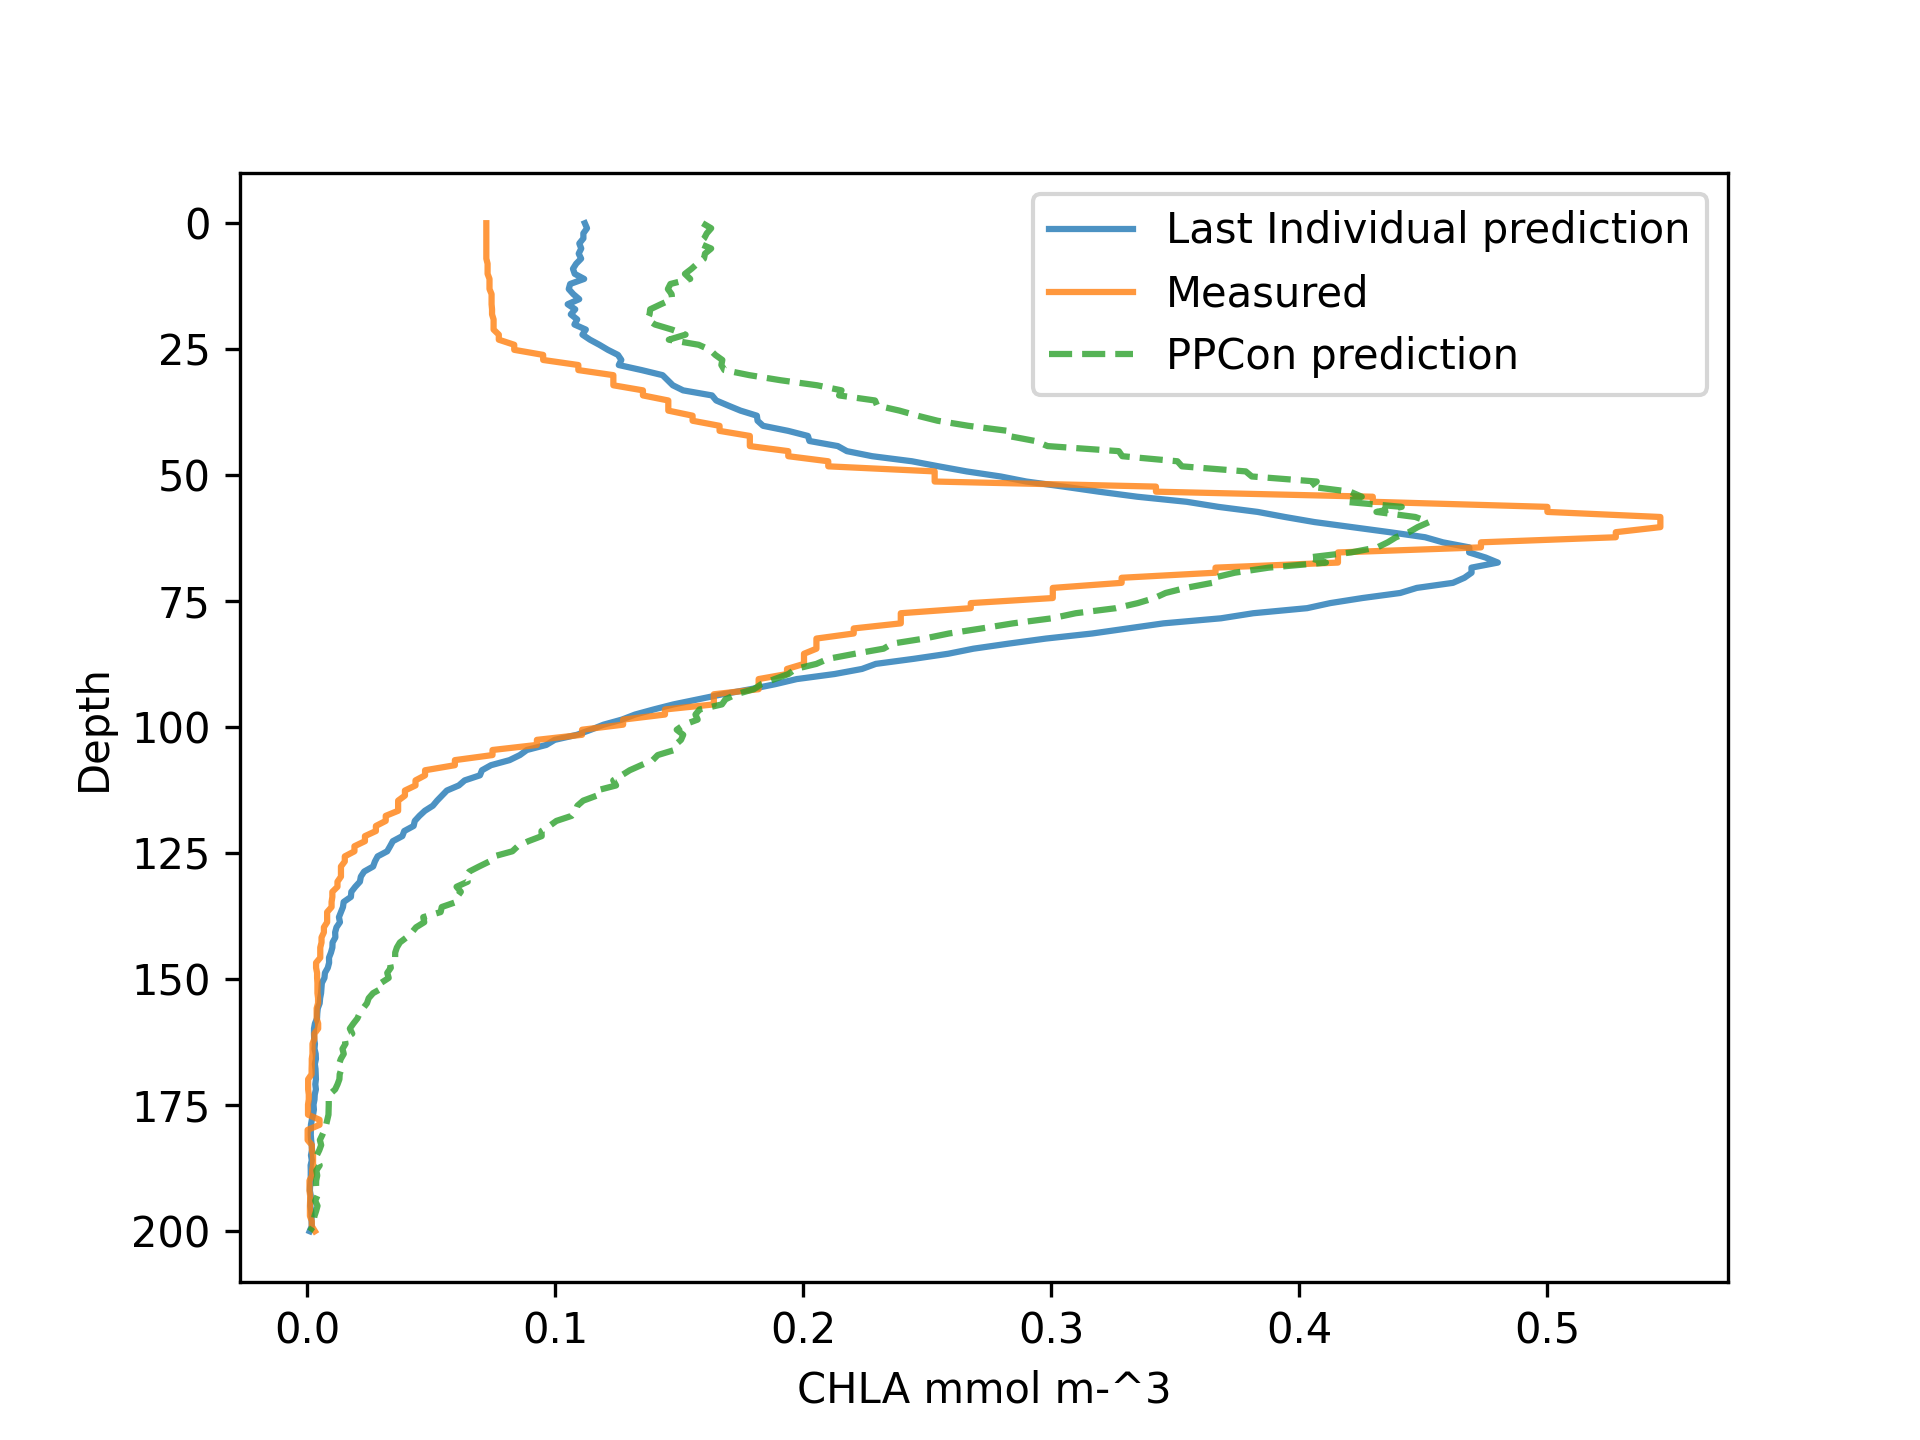 Last Individual prediction
Measured
PPCon prediction
0
25
50
75
100
125
150
175
200
Depth
0.0 0.1 0.2 0.3 0.4 0.5
CHLA mmol m-^3